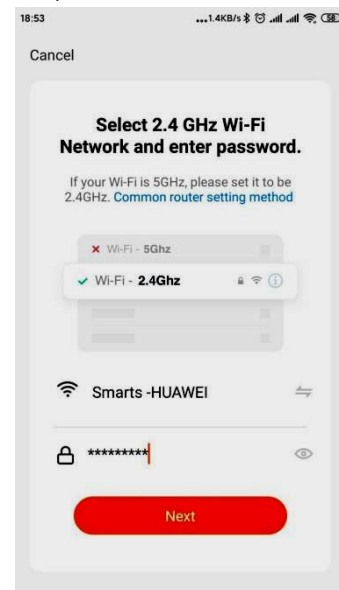 18:53
...1.4KB/s 58
Cancel
Select 2.4 GHz Wi-Fi
Network and enter password.
If your Wi-Fi is 5GHz, please set it to be
2.4GHz. Common router setting method
Wi-Fi - 5Ghz
Wi-Fi - 2.4Ghz
Smarts -HUAWEI
*********
Next